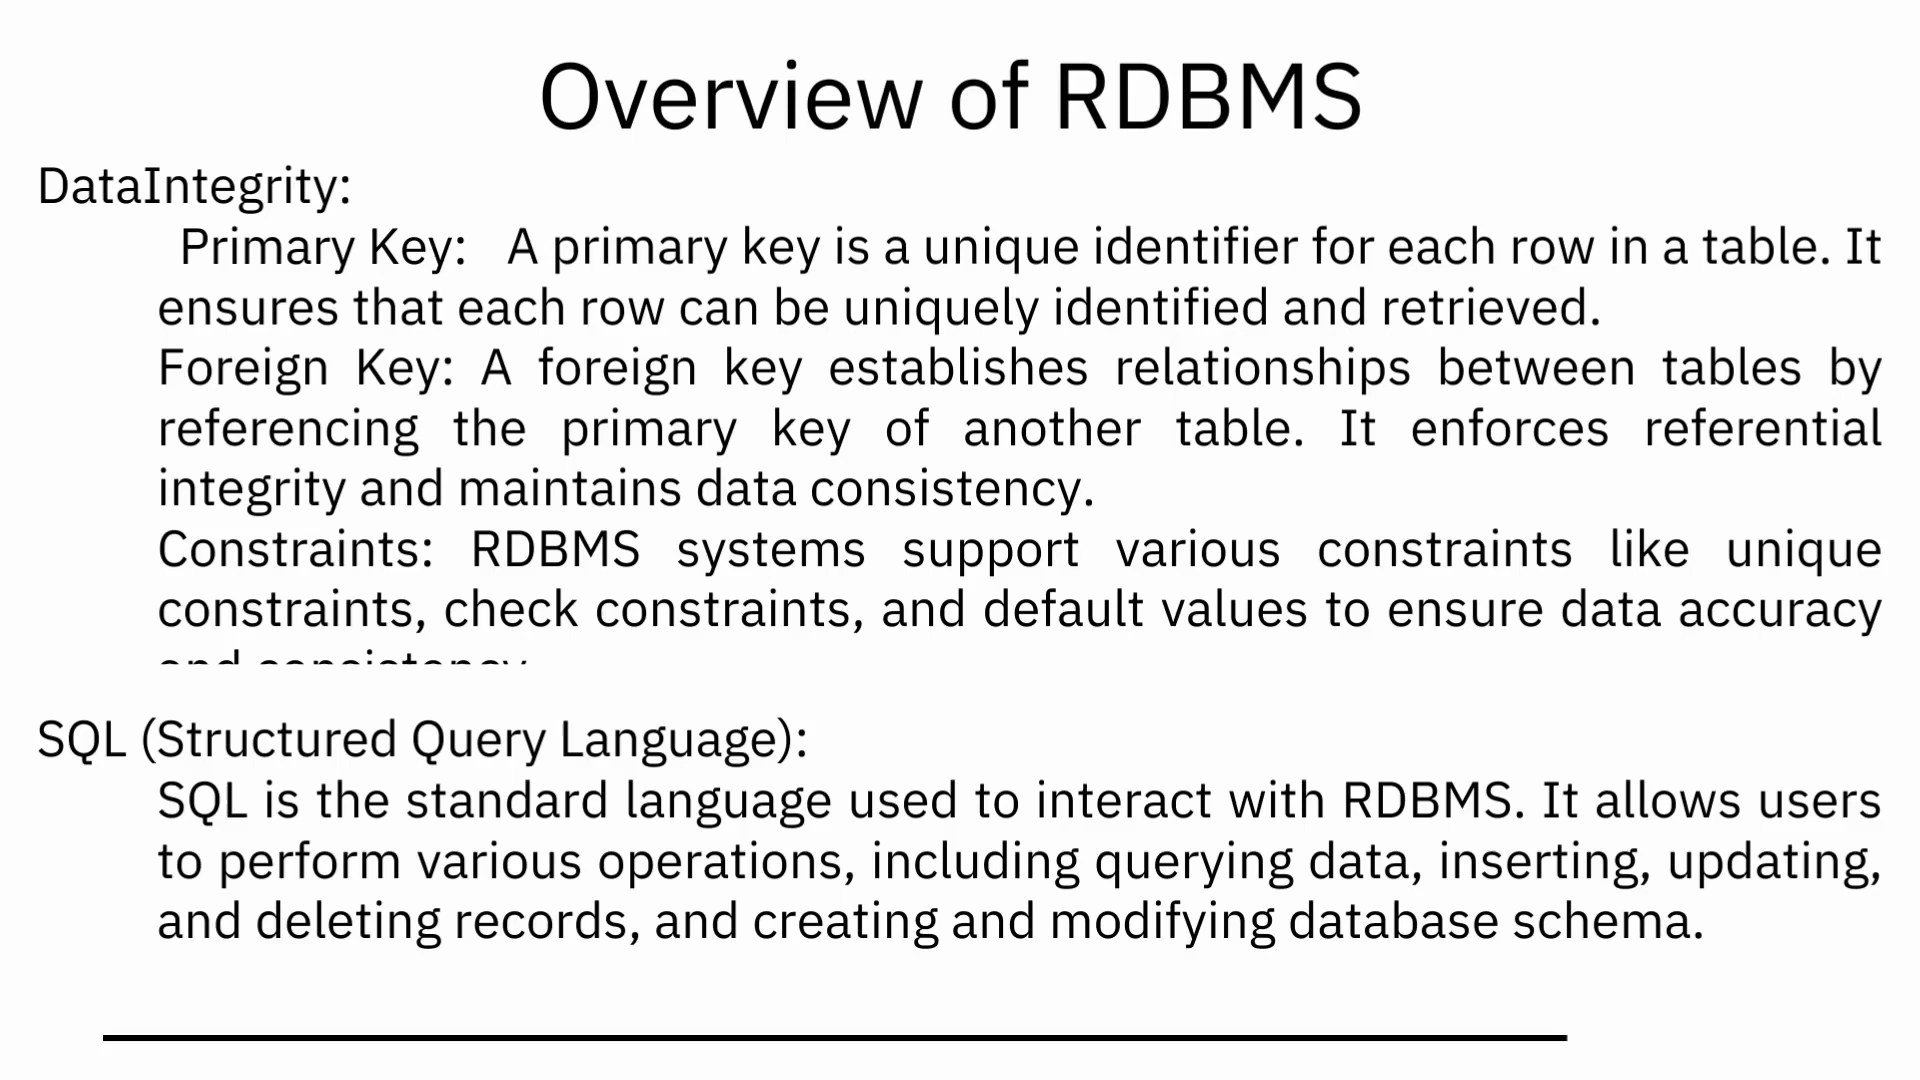 Overview of RDBMS
DataIntegrity:
Primary Key: A primary key is a unique identifier for each row in a table. It
ensures that each row can be uniquely identified and retrieved.
Foreign Key: A foreign key establishes relationships between tables by
referencing the primary key of another table. It enforces referential
integrity and maintains data consistency.
Constraints: RDBMS systems support various constraints like unique
constraints, check constraints, and default values to ensure data accuracy
and consistency
SQL (Structured Query Language):
SQL is the standard language used to interact with RDBMS. It allows users
to perform various operations, including querying data, inserting, updating,
and deleting records, and creating and modifying database schema.